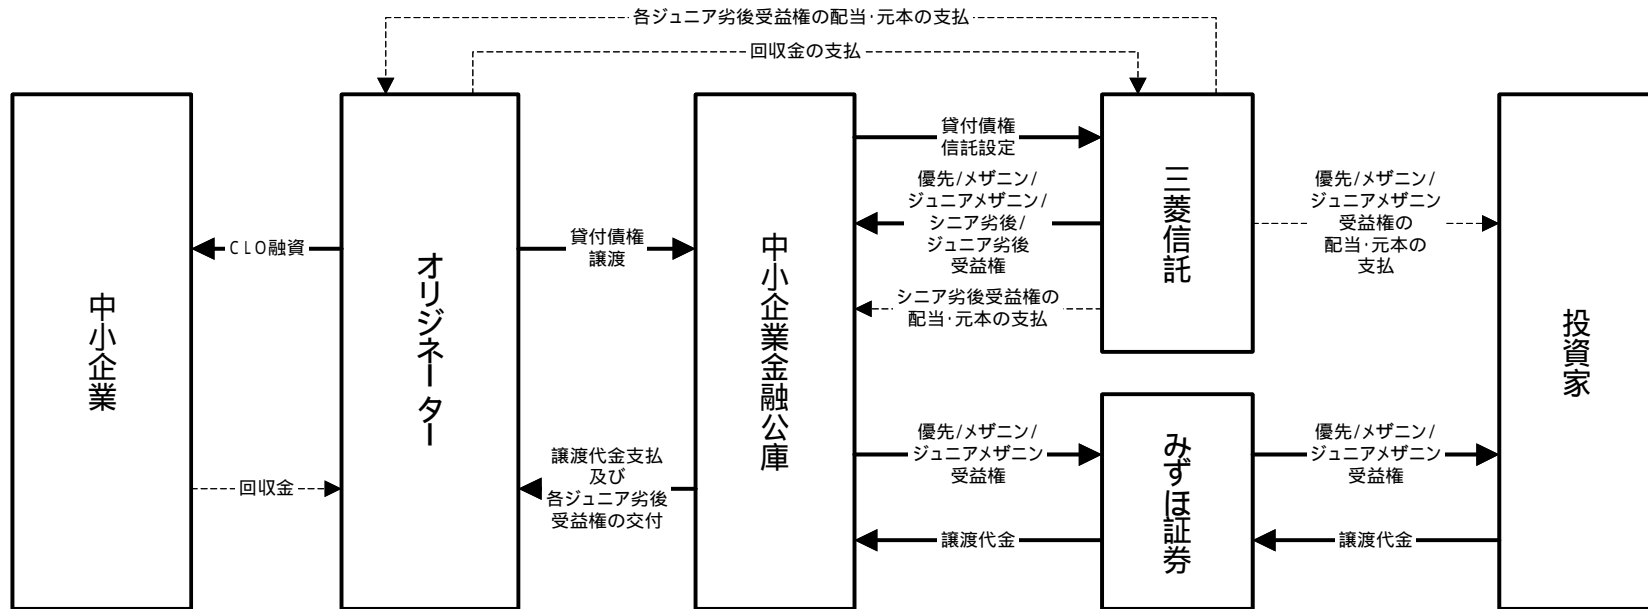 各ジュニア劣後受益権の配当･元本の支払
回収金の支払
中小企業
CLO融資
回収金
オリジネーター
貸付債権
譲渡
譲渡代金支払
及び
各ジュニア劣後
受益権の交付
中小企業金融公庫
貸付債権
信託設定
優先/メザニン/
ジュニアメザニン/
シニア劣後/
ジュニア劣後
受益権
シニア劣後受益権の
配当･元本の支払
優先/メザニン/
ジュニアメザニン
受益権
譲渡代金
三菱信託
みずほ証券
優先/メザニン/
ジュニアメザニン
受益権の
配当･元本の
支払
優先/メザニン/
ジュニアメザニン
受益権
譲渡代金
投資家